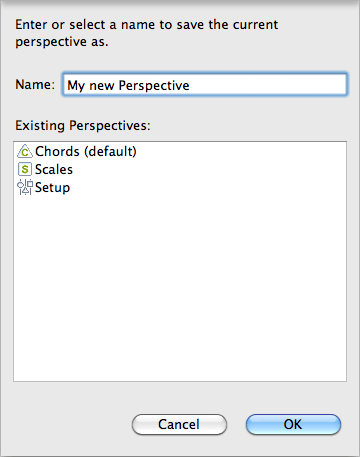 Enter or select a name to save the current
perspective as.
Name: My new Perspective
Existing Perspectives:
C Chords (default)
S Scales
Setup
Cancel OK